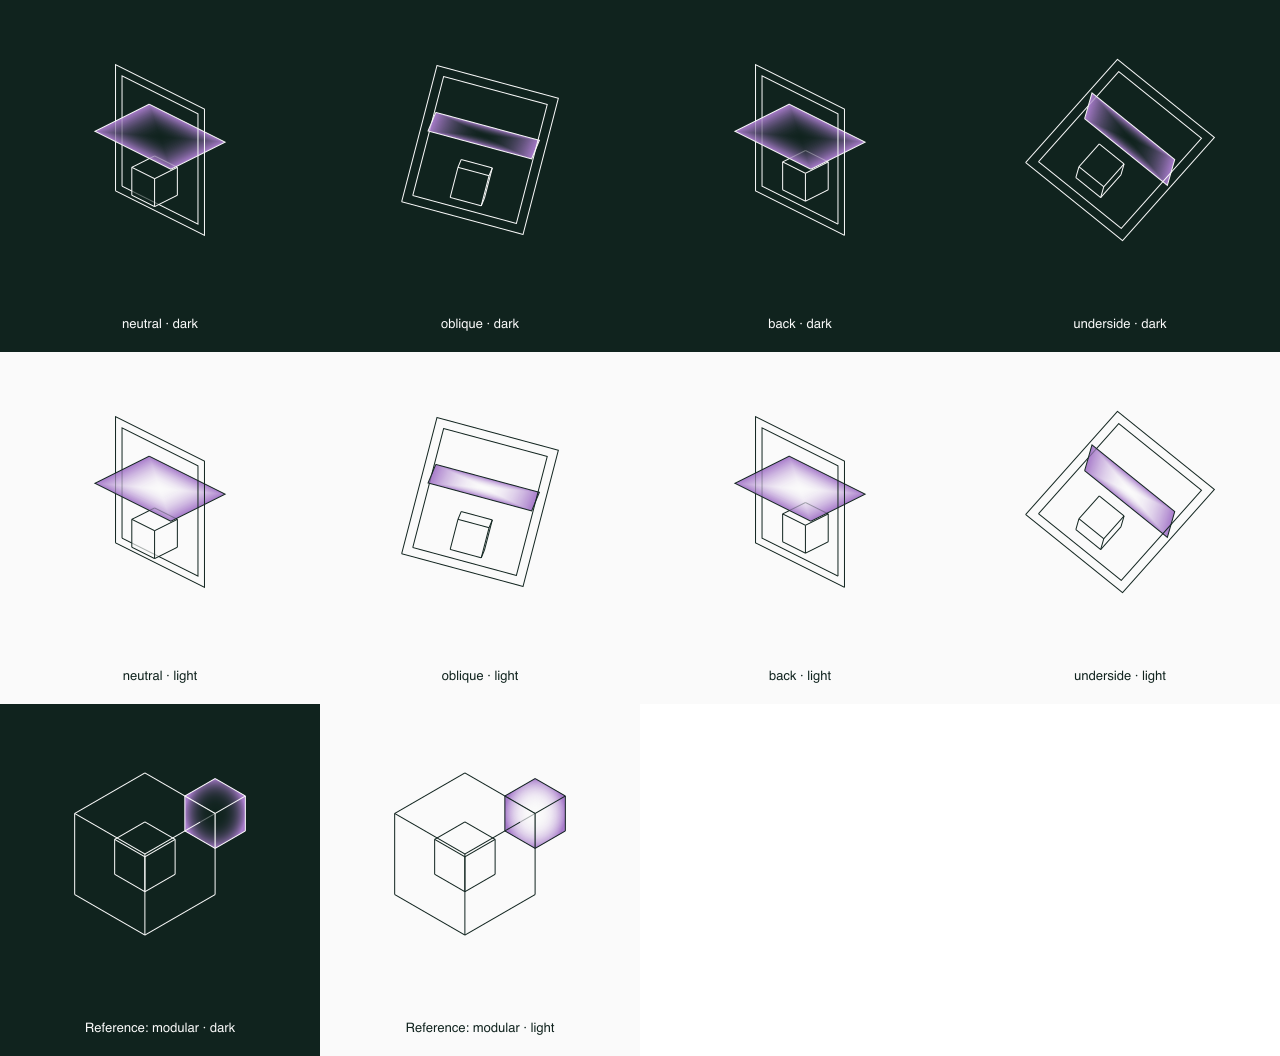 neutral · dark
oblique · dark
back · dark
underside · dark
neutral · light
oblique · light
back · light
underside · light
Reference: modular · dark
Reference: modular · light